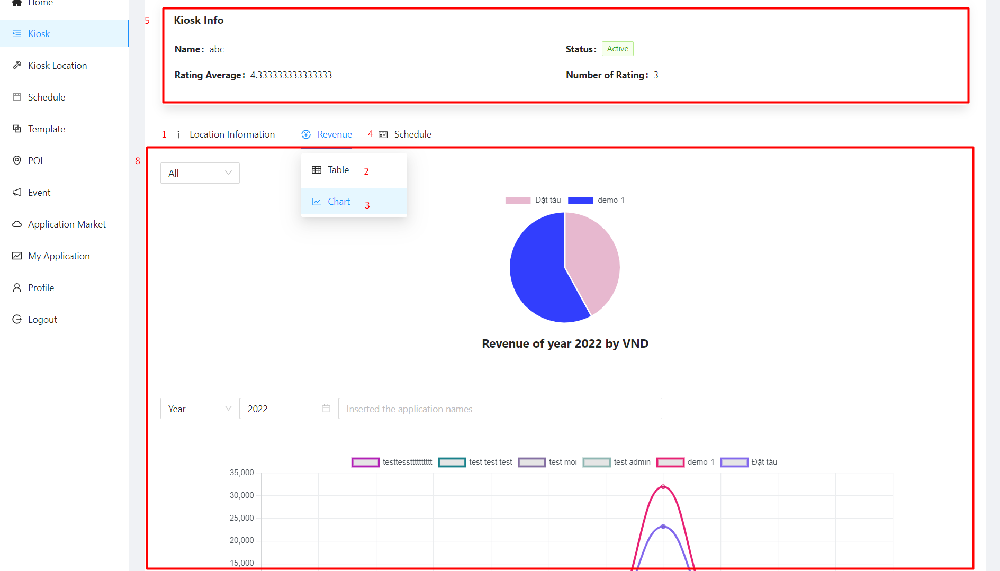 Home
Kiosk
Kiosk Location
Schedule
Template
POI
Event
Application Market
My Application
Profile
Logout
5
Kiosk Info
Name: abc
Status: Active
Rating Average: 4.333333333333333
Number of Rating: 3
1 Location Information Revenue 4 Schedule
8
All
Table 2
Chart 3
Đặt tàu demo-1
Revenue of year 2022 by VND
Year 2022 Inserted the application names
testtessttttttttttt test test test test moi test admin demo-1 Đặt tàu
35,000
30,000
25,000
20,000
15,000